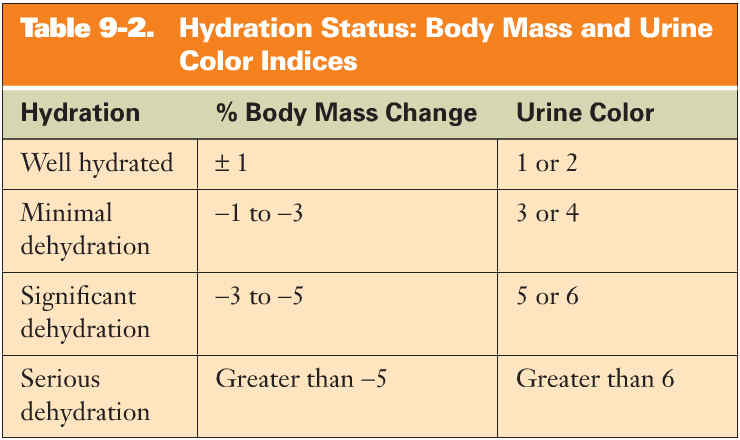 Table 9-2. Hydration Status: Body Mass and Urine
Color Indices
Hydration % Body Mass Change Urine Color
Well hydrated ± 1 1 or 2
Minimal –1 to –3 3 or 4
dehydration
Significant –3 to –5 5 or 6
dehydration
Serious Greater than –5 Greater than 6
dehydration